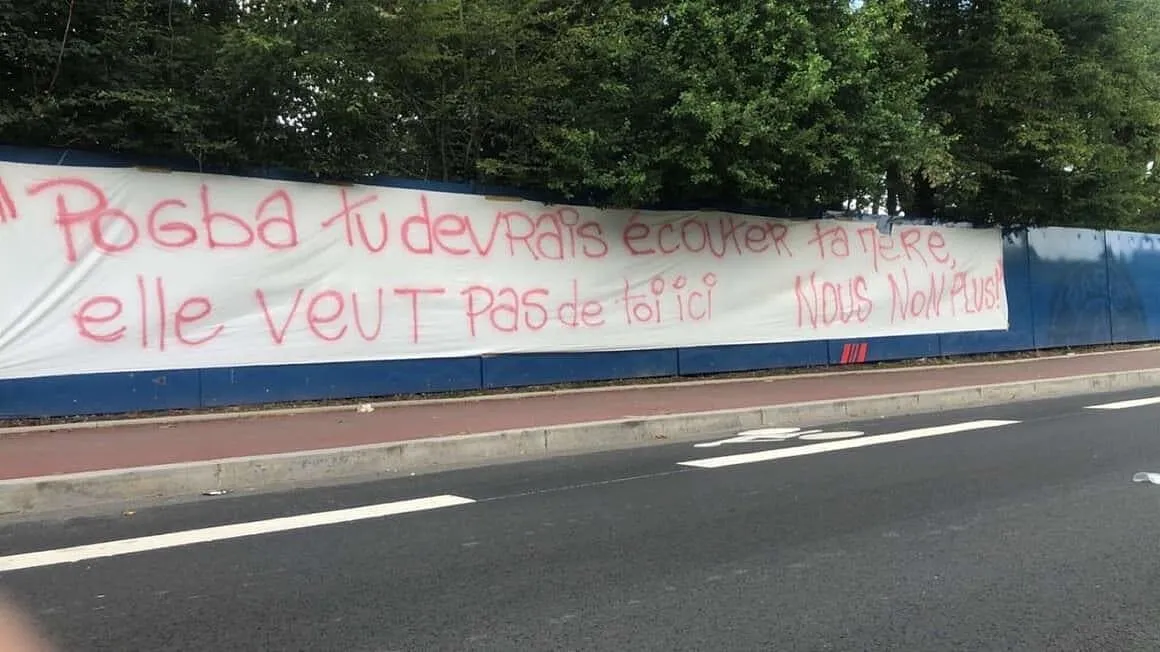 "Pogba tu devrais écouter ta mère,
elle veut pas de toi ici Nous Non Plus!"